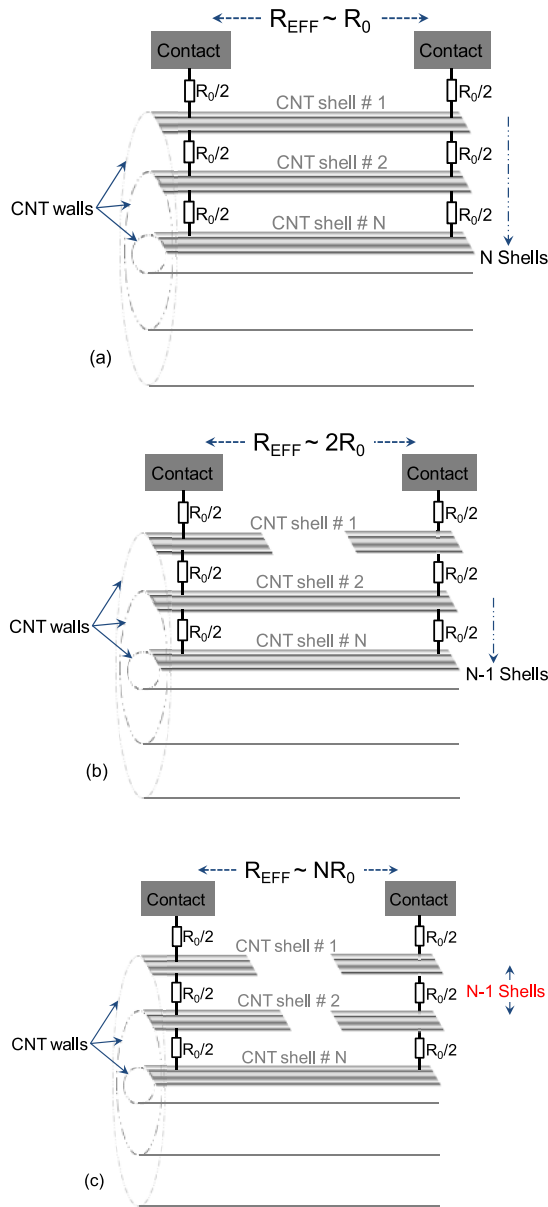 R_EFF ~ R_0
Contact Contact
R_0/2 R_0/2
CNT shell # 1
R_0/2 R_0/2
CNT shell # 2
CNT walls
R_0/2 R_0/2
CNT shell # N
N Shells
(a)
R_EFF ~ 2R_0
Contact Contact
R_0/2 R_0/2
CNT shell # 1
R_0/2 R_0/2
CNT shell # 2
CNT walls
R_0/2 R_0/2
CNT shell # N
N-1 Shells
(b)
R_EFF ~ NR_0
Contact Contact
R_0/2 R_0/2
CNT shell # 1
R_0/2 R_0/2 N-1 Shells
CNT shell # 2
CNT walls
R_0/2 R_0/2
CNT shell # N
(c)